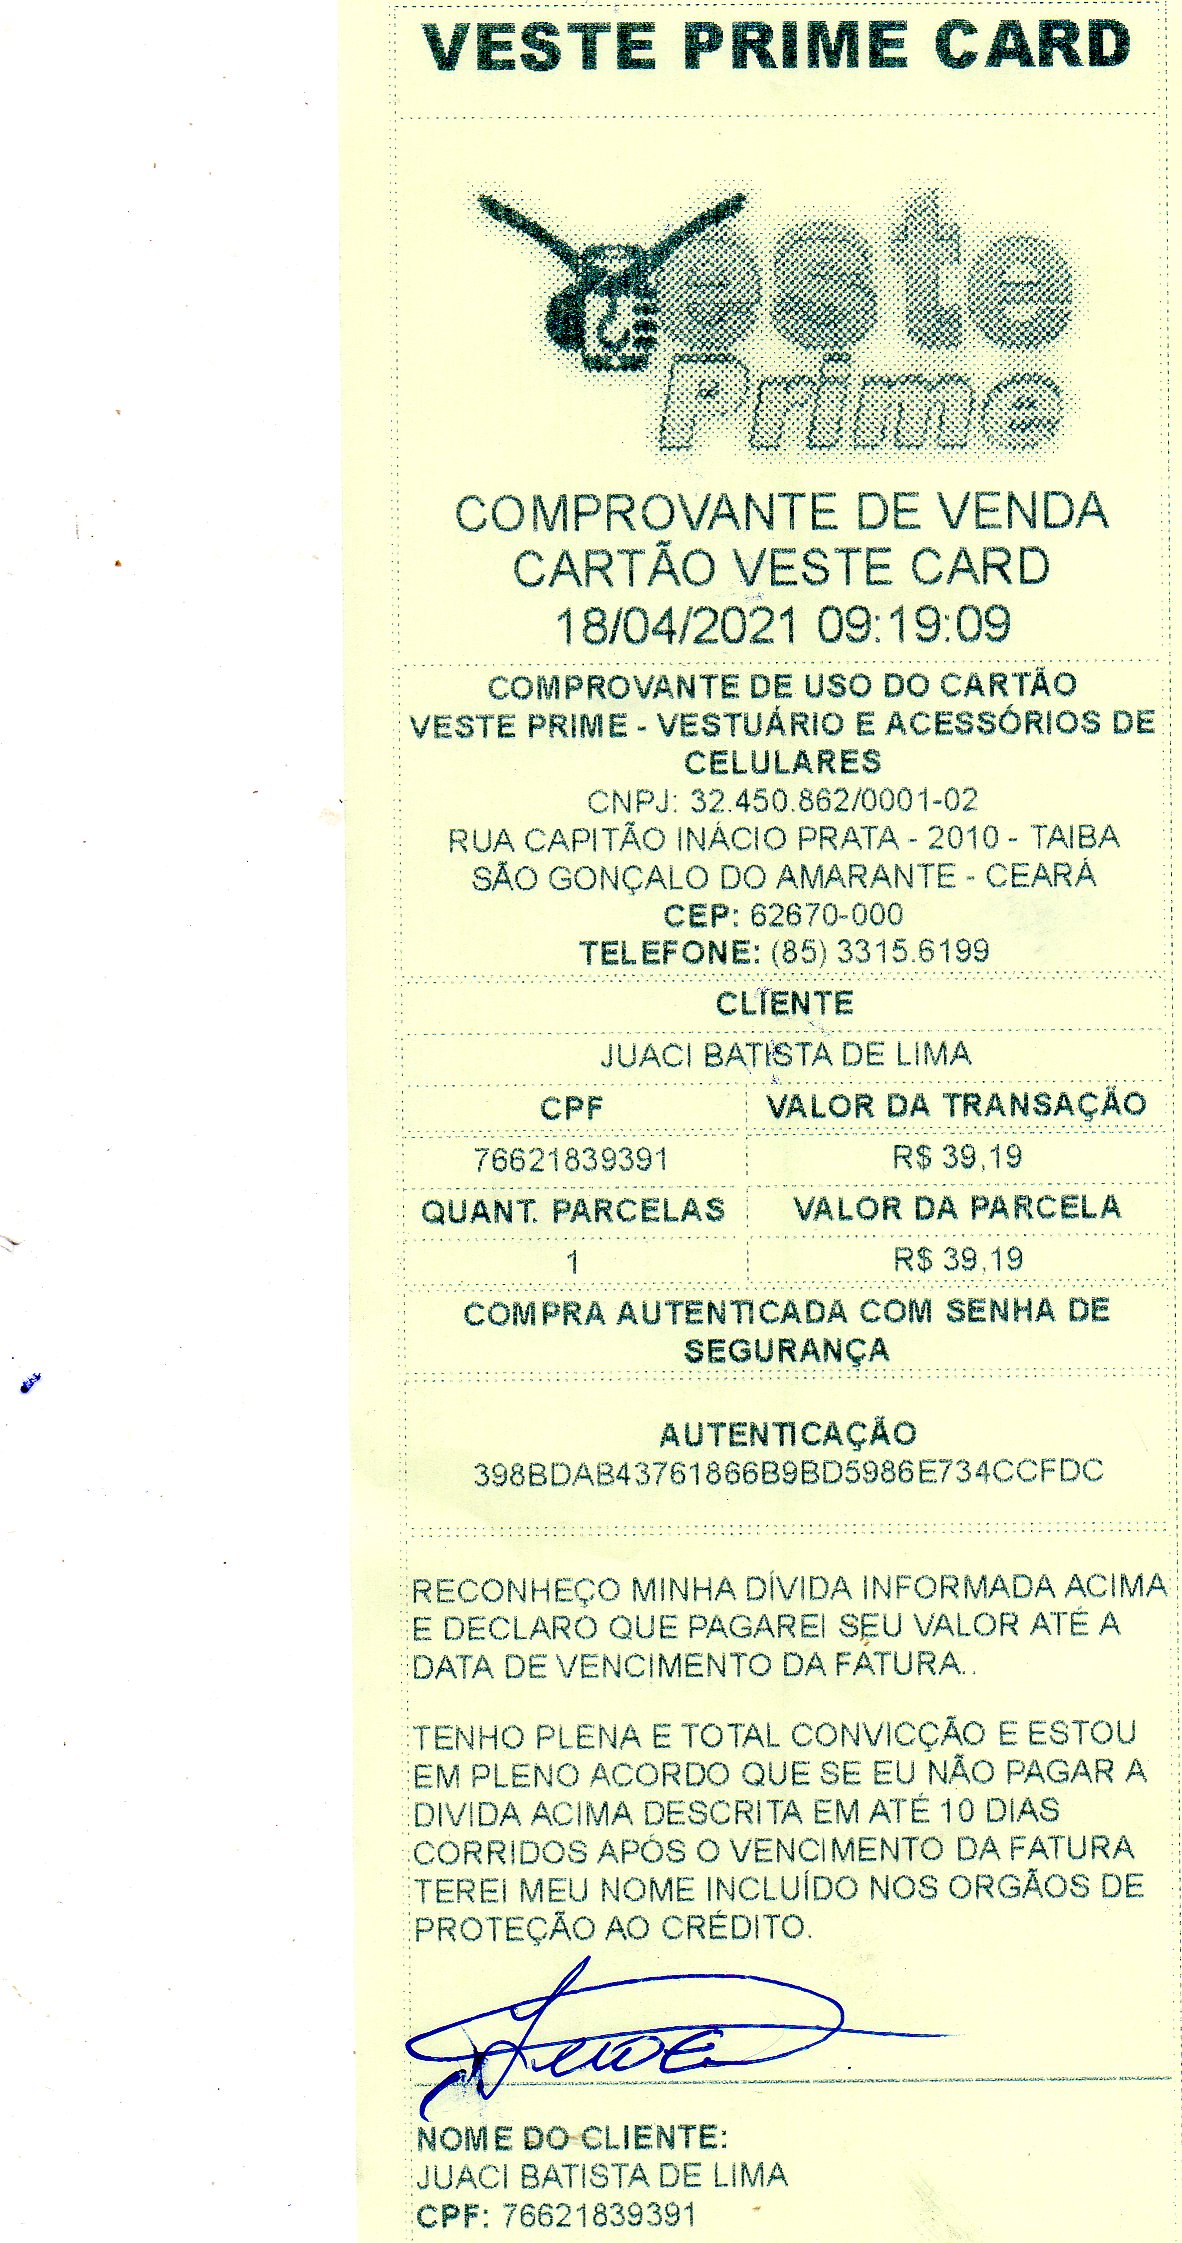 VESTE PRIME CARD
este
Prime
COMPROVANTE DE VENDA
CARTÃO VESTE CARD
18/04/2021 09:19:09
COMPROVANTE DE USO DO CARTÃO
VESTE PRIME - VESTUÁRIO E ACESSÓRIOS DE
CELULARES
CNPJ: 32.450.862/0001-02
RUA CAPITÃO INÁCIO PRATA - 2010 - TAIBA
SÃO GONÇALO DO AMARANTE - CEARÁ
CEP: 62670-000
TELEFONE: (85) 3315.6199
CLIENTE
JUACI BATISTA DE LIMA
CPF VALOR DA TRANSAÇÃO
76621839391 R$ 39,19
QUANT. PARCELAS VALOR DA PARCELA
1 R$ 39,19
COMPRA AUTENTICADA COM SENHA DE
SEGURANÇA
AUTENTICAÇÃO
398BDAB43761866B9BD5986E734CCFDC
RECONHEÇO MINHA DÍVIDA INFORMADA ACIMA
E DECLARO QUE PAGAREI SEU VALOR ATÉ A
DATA DE VENCIMENTO DA FATURA..
TENHO PLENA E TOTAL CONVICÇÃO E ESTOU
EM PLENO ACORDO QUE SE EU NÃO PAGAR A
DIVIDA ACIMA DESCRITA EM ATÉ 10 DIAS
CORRIDOS APÓS O VENCIMENTO DA FATURA
TEREI MEU NOME INCLUÍDO NOS ORGÃOS DE
PROTEÇÃO AO CRÉDITO.
NOME DO CLIENTE:
JUACI BATISTA DE LIMA
CPF: 76621839391